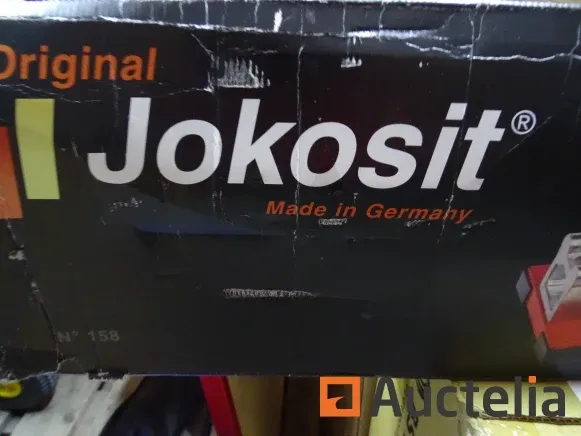 Original
Jokosit®
Made in Germany
N° 158
Auctelia